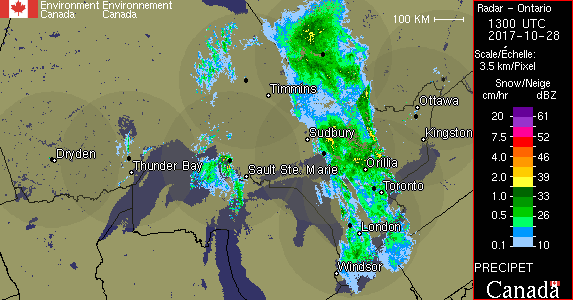 Environment Environnement
Canada Canada
100 KM
Timmins
Ottawa
Sudbury
Kingston
Dryden
Thunder Bay
Orillia
Sault Ste. Marie
Toronto
London
Windsor
Radar - Ontario
1300 UTC
2017-10-28
Scale/Échelle:
3.5 km/Pixel
Snow/Neige
cm/hr dBZ
20 61
7.5 52
4.0 46
2.0 39
1.0 33
0.5 26
0.1 10
PRECIPET
Canada